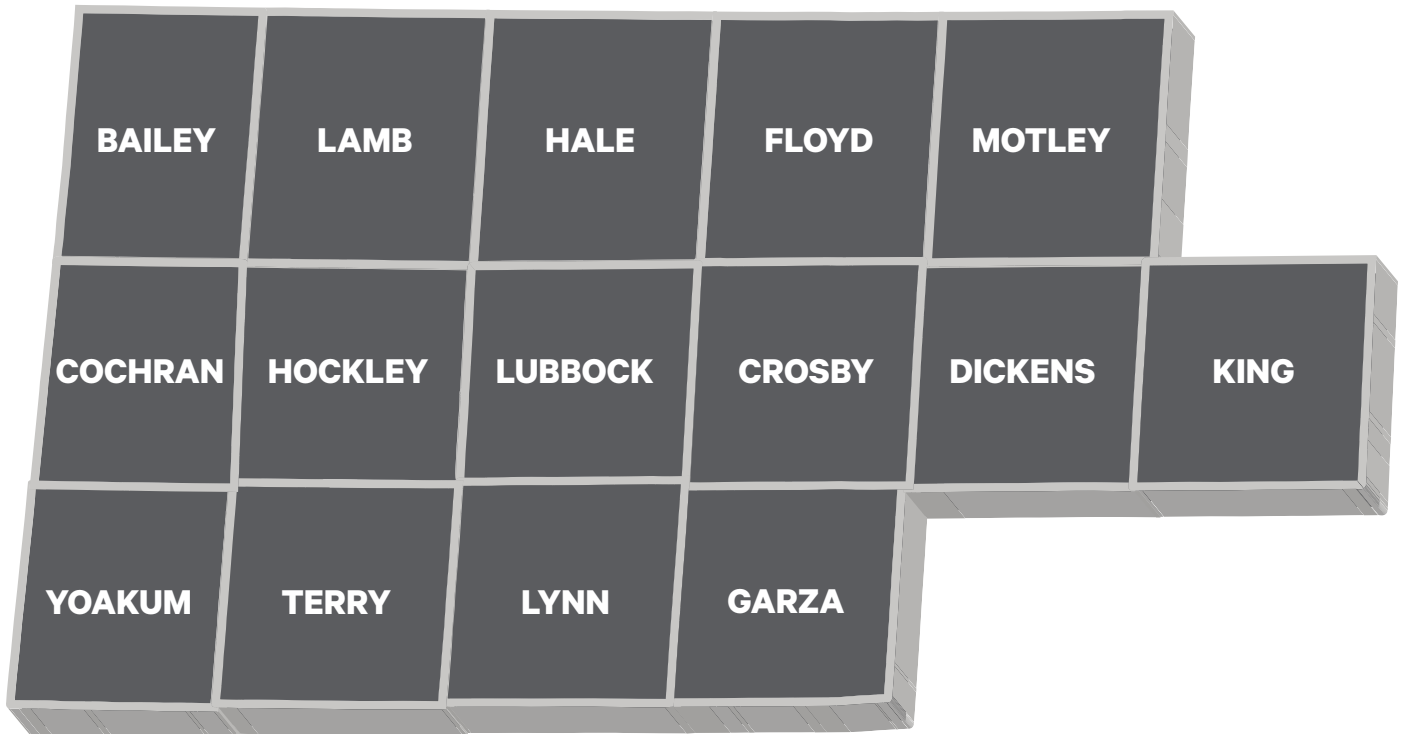 BAILEY LAMB HALE FLOYD MOTLEY
COCHRAN HOCKLEY LUBBOCK CROSBY DICKENS KING
YOAKUM TERRY LYNN GARZA